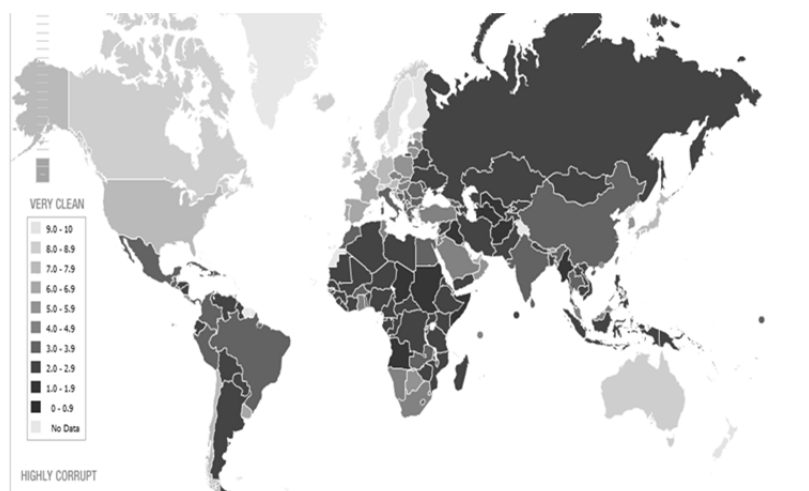 VERY CLEAN
9.0 - 10
8.0 - 8.9
7.0 - 7.9
6.0 - 6.9
5.0 - 5.9
4.0 - 4.9
3.0 - 3.9
2.0 - 2.9
1.0 - 1.9
0 - 0.9
No Data
HIGHLY CORRUPT